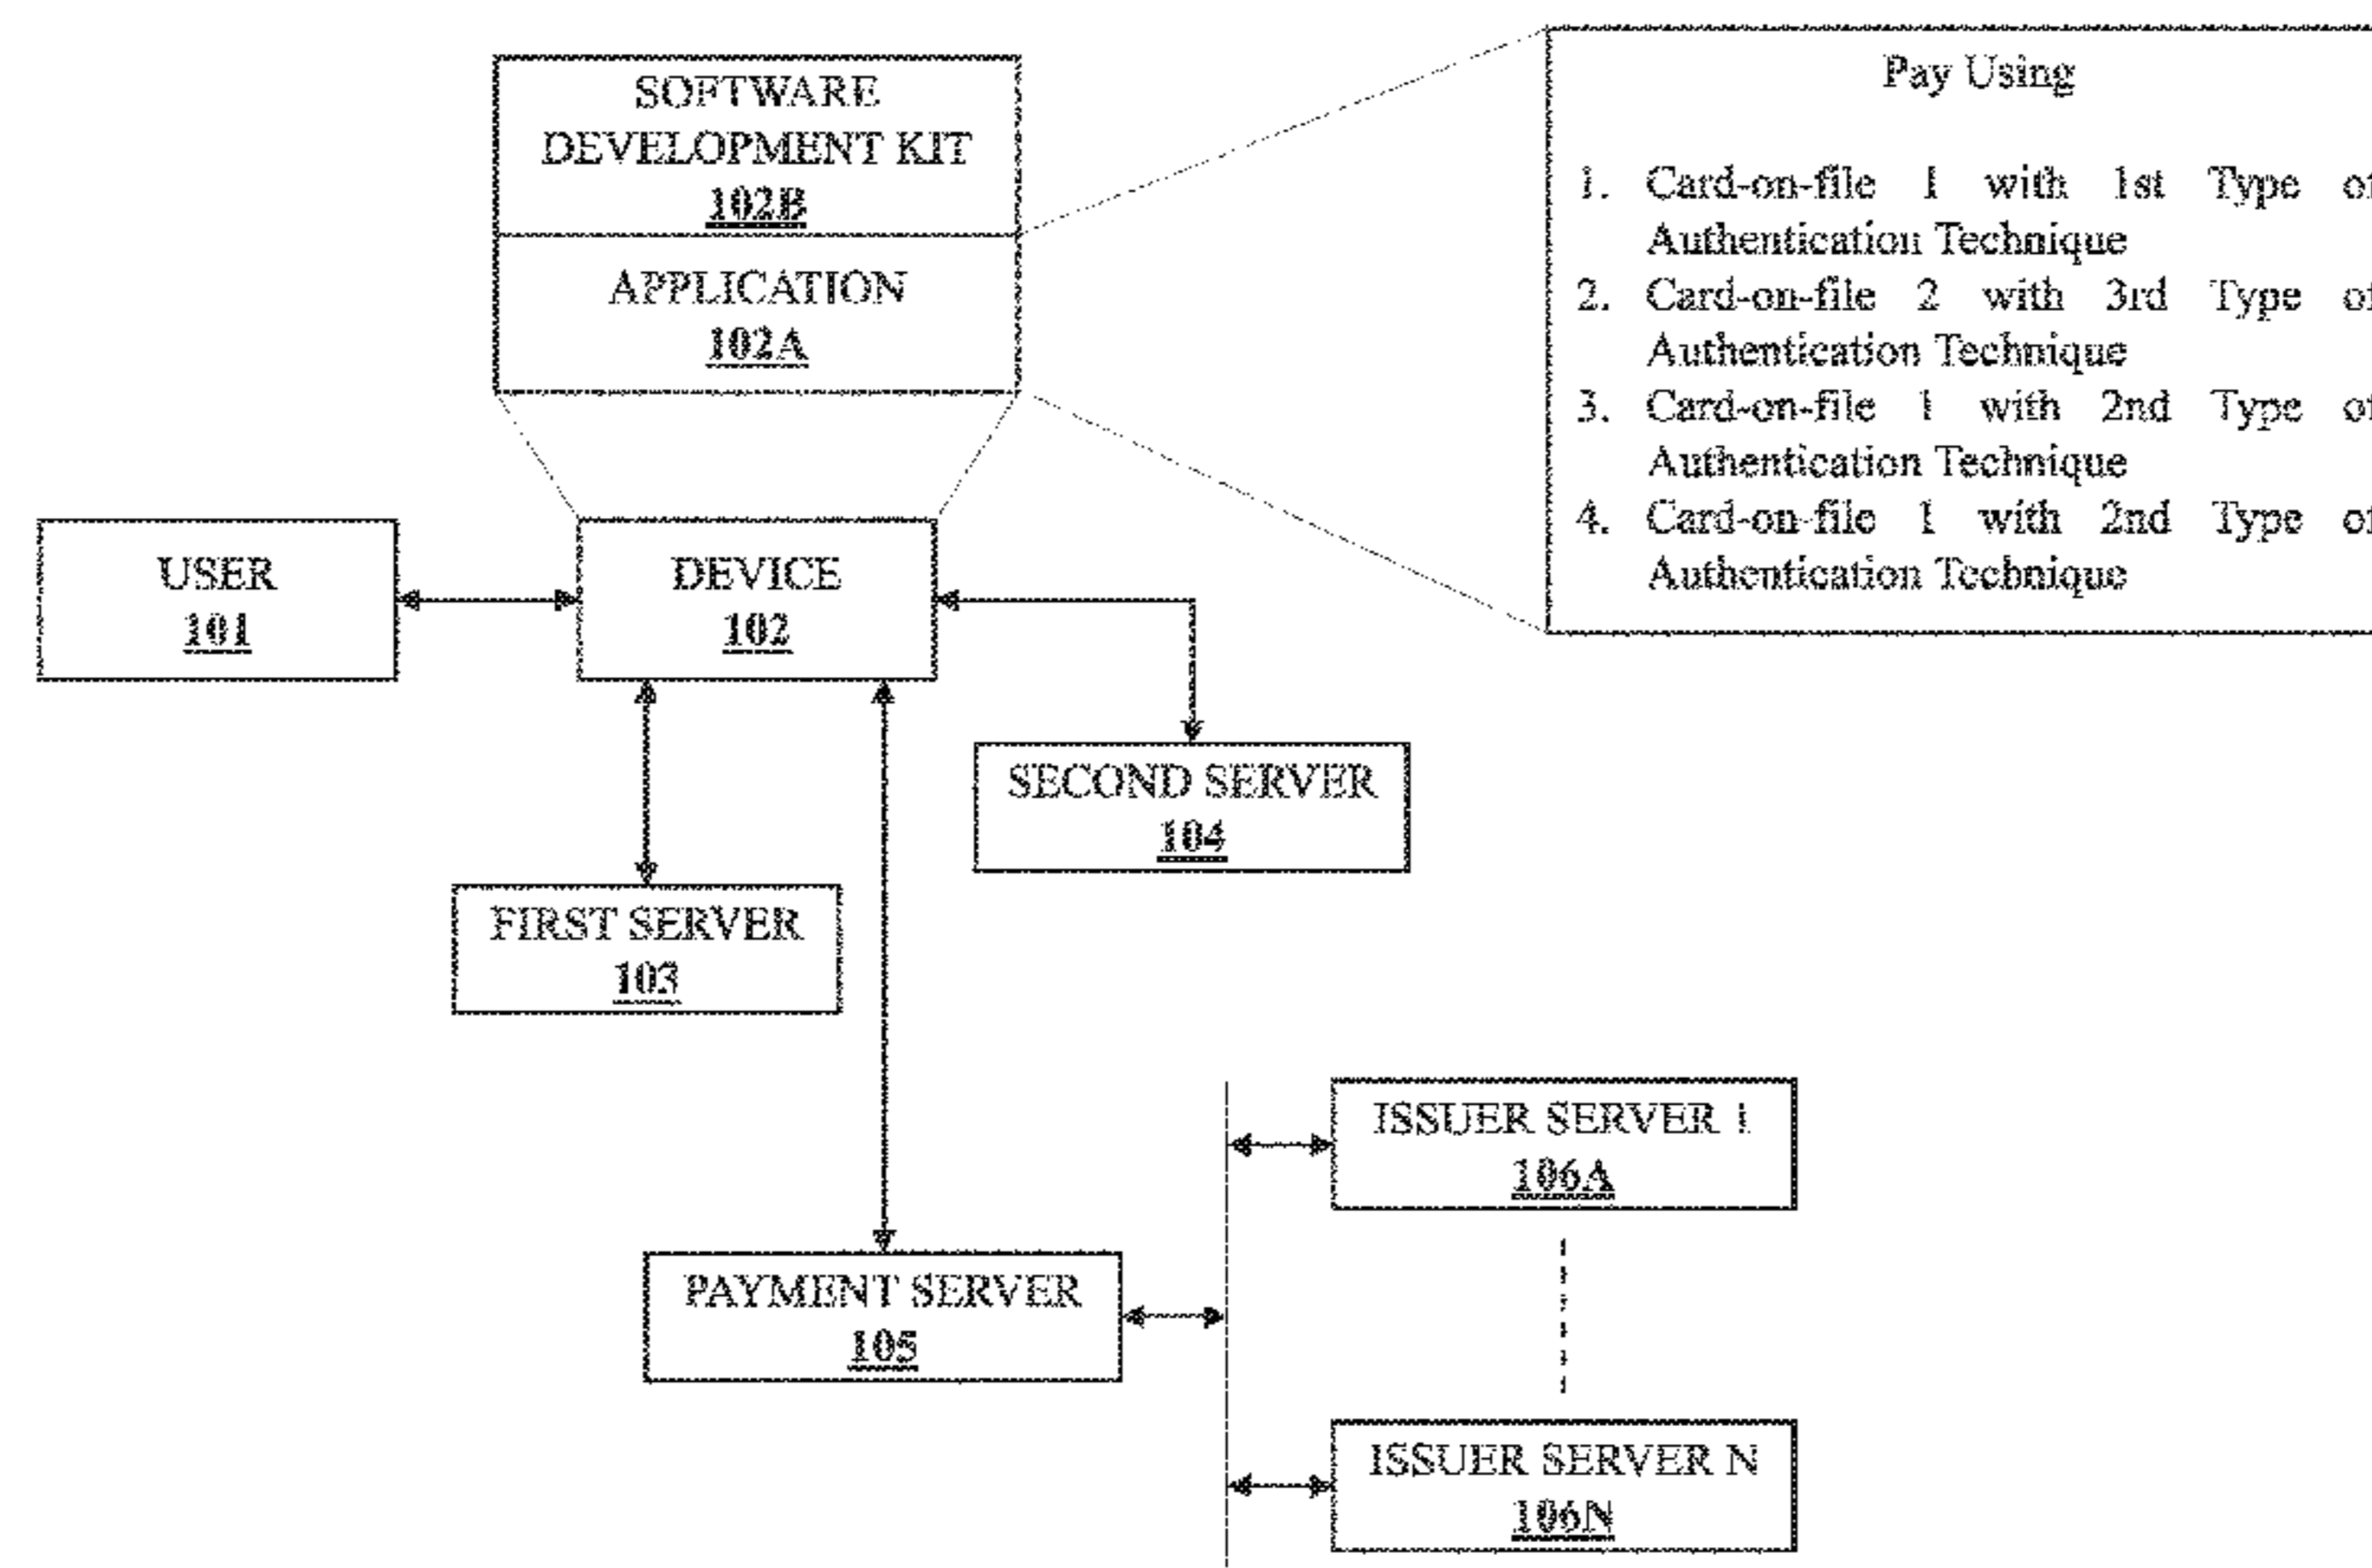 SOFTWARE
DEVELOPMENT KIT
102B
APPLICATION
102A
Pay Using
1. Card-on-file 1 with 1st Type of
Authentication Technique
2. Card-on-file 2 with 3rd Type of
Authentication Technique
3. Card-on-file 1 with 2nd Type of
Authentication Technique
4. Card-on-file 1 with 2nd Type of
Authentication Technique
USER
101
DEVICE
102
SECOND SERVER
104
FIRST SERVER
103
ISSUER SERVER 1
106A
PAYMENT SERVER
105
ISSUER SERVER N
106N